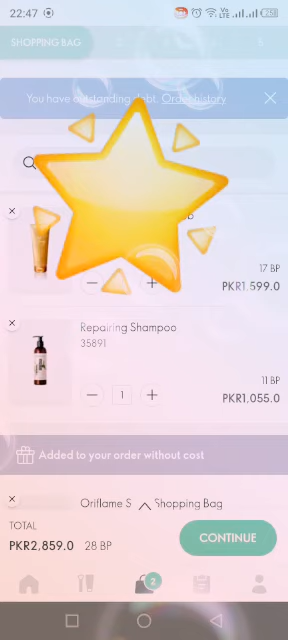 22:47
SHOPPING BAG
You have outstanding debt. Order history
17 BP
PKR1,599.0
Repairing Shampoo
35891
1
11 BP
PKR1,055.0
Added to your order without cost
Oriflame S Shopping Bag
TOTAL
PKR2,859.0 28 BP
CONTINUE
2